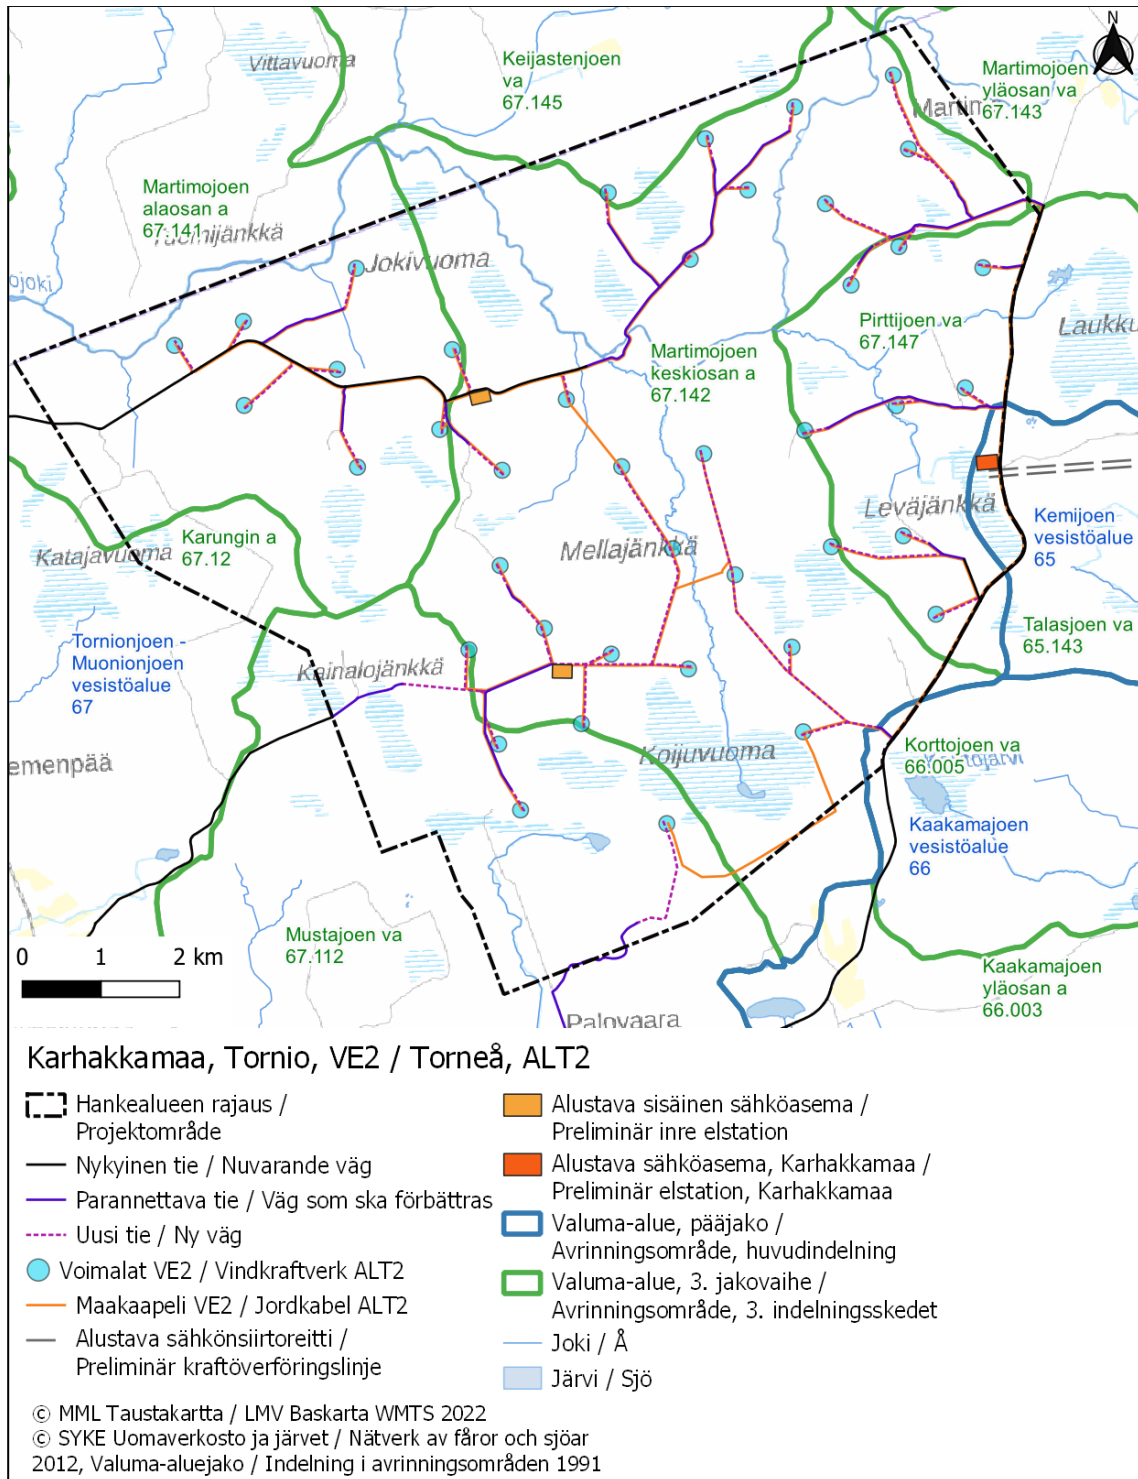 N
Vittavuoma
Keijastenjoen
va
67.145
Martimojoen
yläosan va
67.143
Martim
Martimojoen
alaosan a
67.141
Jokivuoma
ojoki
Pirttijoen va
67.147
Laukku
Martimojoen
keskiosan a
67.142
Leväjänkkä
Kemijoen
vesistöalue
65
Karungin a
67.12
Katajavuoma
Mellajänkkä
Tornionjoen -
Muonionjoen
vesistöalue
67
Kainalojänkkä
Talasjoen va
65.143
emenpää
Koijuvuoma
Korttojoen va
66.005
Kaakamajoen
vesistöalue
66
Mustajoen va
67.112
Kaakamajoen
yläosan a
66.003
0 1 2 km
Palovaara
Karhakkamaa, Tornio, VE2 / Torneå, ALT2
Hankealueen rajaus /
Projektområde
Nykyinen tie / Nuvarande väg
Parannettava tie / Väg som ska förbättras
Uusi tie / Ny väg
Voimalat VE2 / Vindkraftverk ALT2
Maakaapeli VE2 / Jordkabel ALT2
Alustava sähkönsiirtoreitti /
Preliminär kraftöverföringslinje
Alustava sisäinen sähköasema /
Preliminär inre elstation
Alustava sähköasema, Karhakkamaa /
Preliminär elstation, Karhakkamaa
Valuma-alue, pääjako /
Avrinningsområde, huvudindelning
Valuma-alue, 3. jakovaihe /
Avrinningsområde, 3. indelningsskedet
Joki / Å
Järvi / Sjö
© MML Taustakartta / LMV Baskarta WMTS 2022
© SYKE Uomaverkosto ja järvet / Nätverk av fåror och sjöar
2012, Valuma-aluejako / Indelning i avrinningsområden 1991